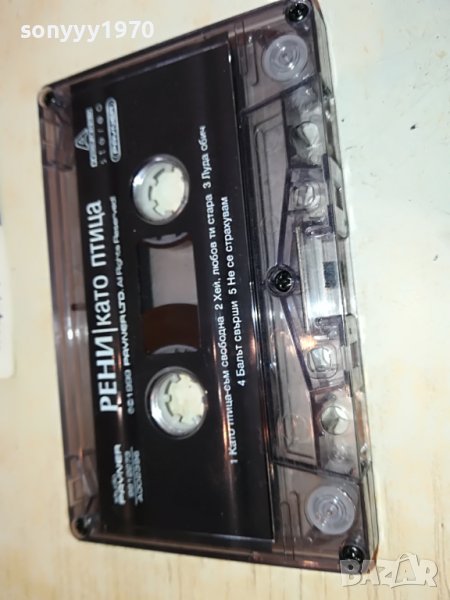 sonyyy1970
A
stereo
РЕНИ|като птица
℗©1999 PAYNER LTD. All Rights Reserved
PAYNER
1 Като птица съм свободна 2 Хей, любов ти стара 3 Луда обич
4 Балът свърши 5 Не се страхувам
BAZAR